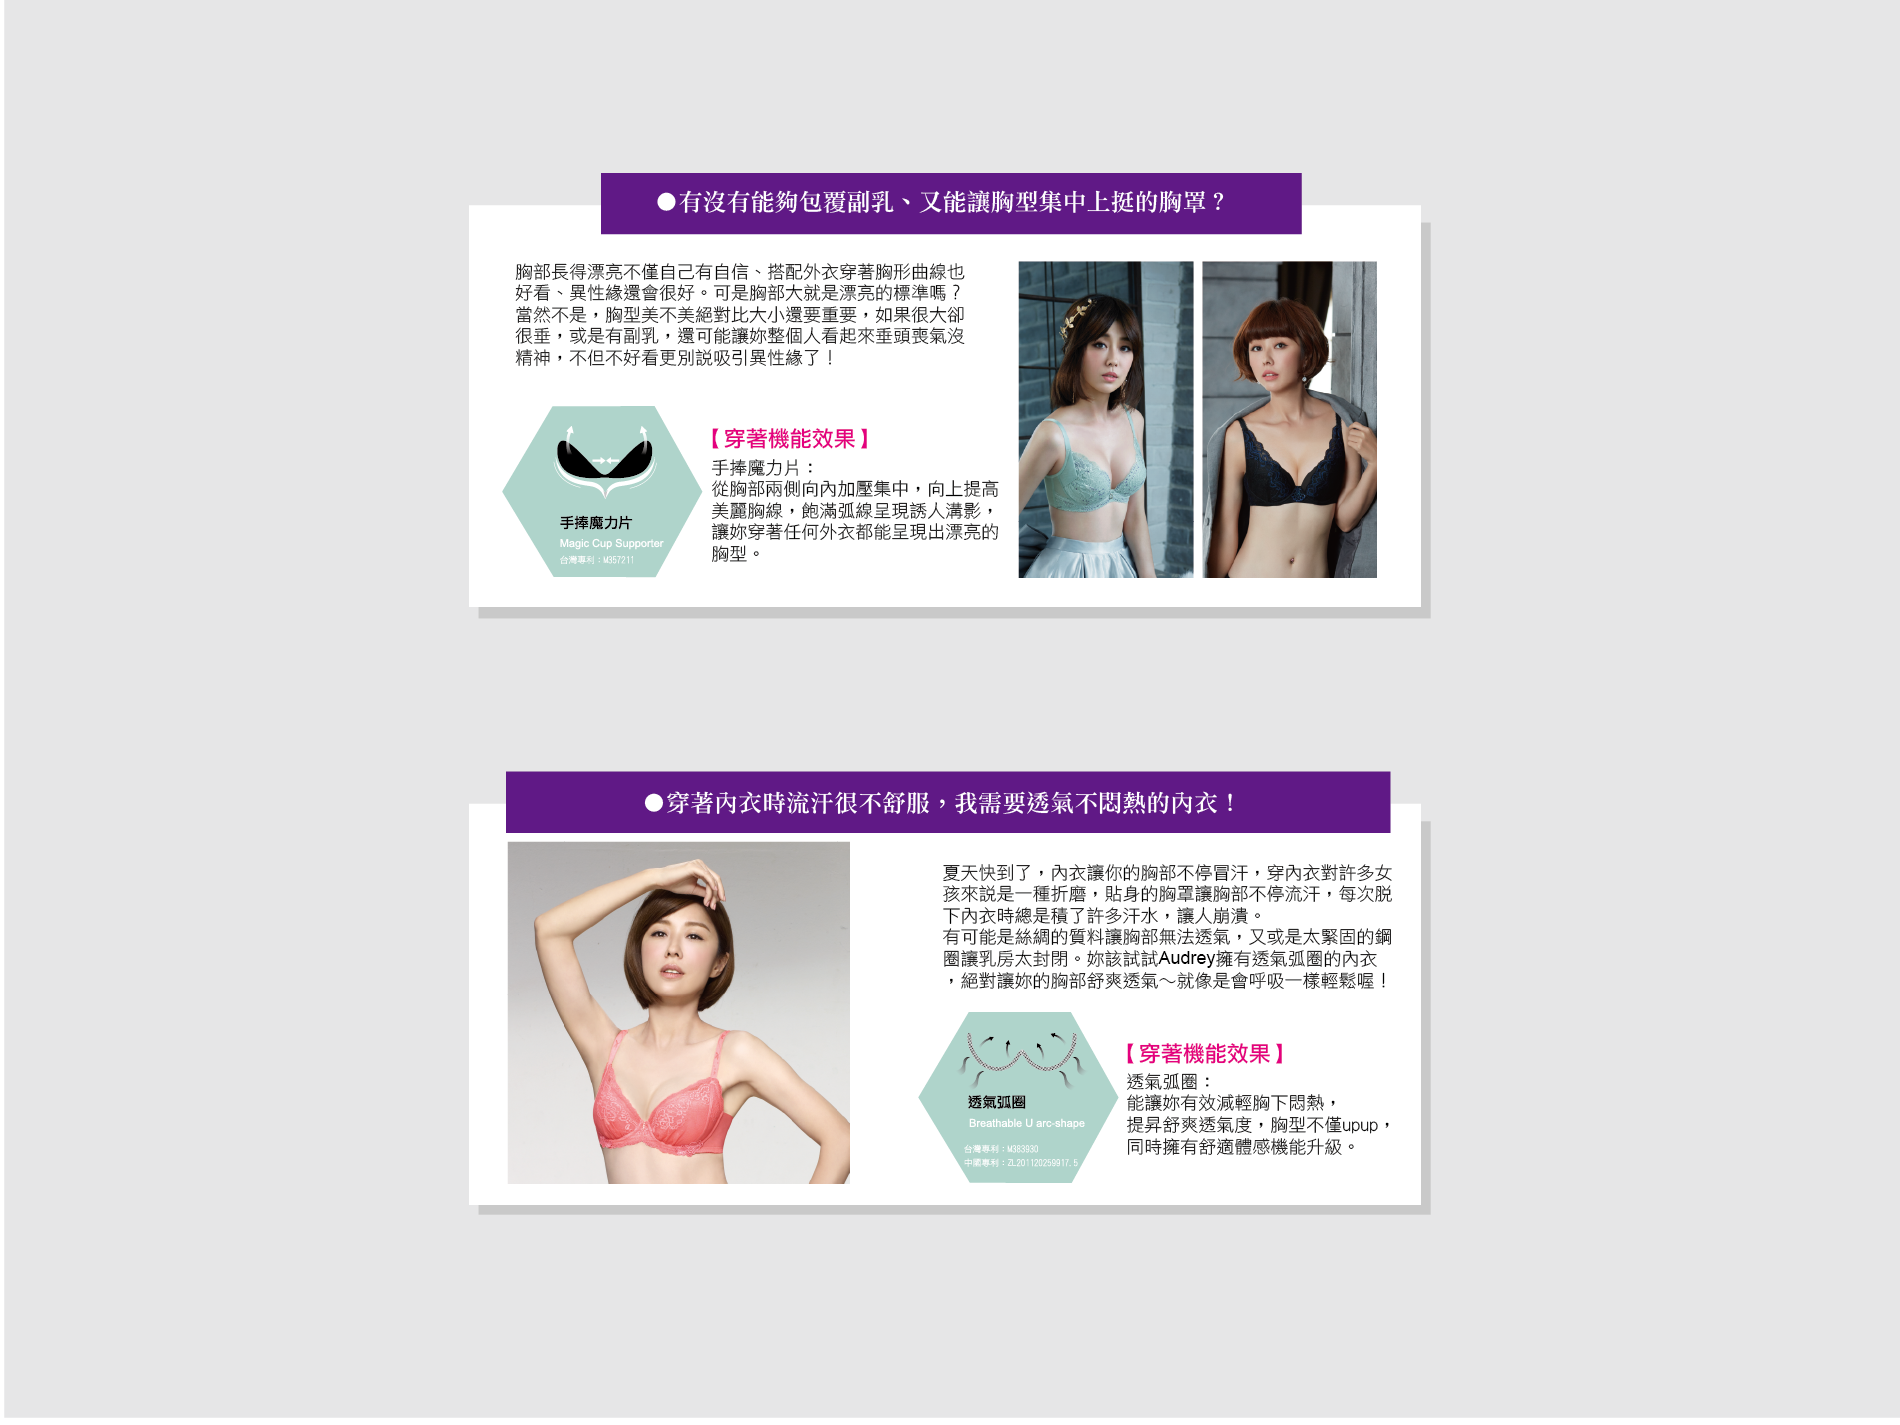 ●有沒有能夠包覆副乳、又能讓胸型集中上挺的胸罩？
胸部長得漂亮不僅自己有自信、搭配外衣穿著胸形曲線也
好看、異性緣還會很好。可是胸部大就是漂亮的標準嗎？
當然不是，胸型美不美絕對比大小還要重要，如果很大卻
很垂，或是有副乳，還可能讓妳整個人看起來垂頭喪氣沒
精神，不但不好看更別說吸引異性緣了！
手捧魔力片
Magic Cup Supporter
台灣專利：M357211
【穿著機能效果】
手捧魔力片：
從胸部兩側向內加壓集中，向上提高
美麗胸線，飽滿弧線呈現誘人溝影，
讓妳穿著任何外衣都能呈現出漂亮的
胸型。
●穿著內衣時流汗很不舒服，我需要透氣不悶熱的內衣！
夏天快到了，內衣讓你的胸部不停冒汗，穿內衣對許多女
孩來說是一種折磨，貼身的胸罩讓胸部不停流汗，每次脫
下內衣時總是積了許多汗水，讓人崩潰。
有可能是絲綢的質料讓胸部無法透氣，又或是太緊固的鋼
圈讓乳房太封閉。妳該試試Audrey擁有透氣弧圈的內衣
，絕對讓妳的胸部舒爽透氣～就像是會呼吸一樣輕鬆喔！
透氣弧圈
Breathable U arc-shape
台灣專利：M383930
中國專利：ZL201120259917.5
【穿著機能效果】
透氣弧圈：
能讓妳有效減輕胸下悶熱，
提昇舒爽透氣度，胸型不僅upup，
同時擁有舒適體感機能升級。